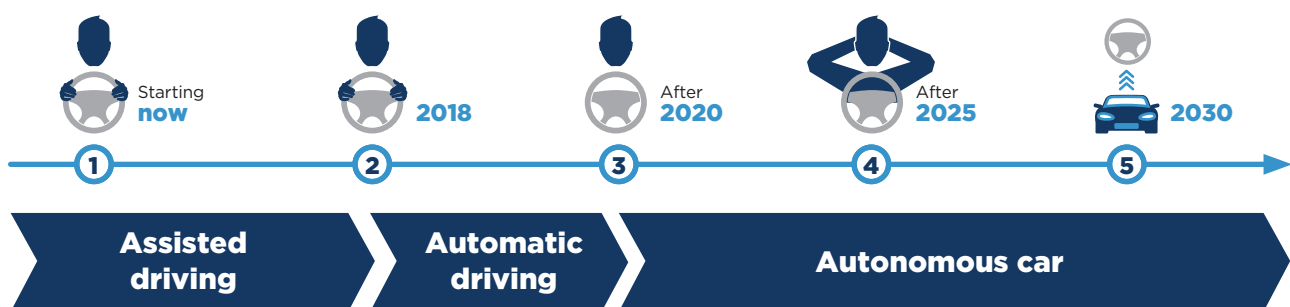 Starting
now
2018
After
2020
After
2025
2030
1
2
3
4
5
Assisted
driving
Automatic
driving
Autonomous car